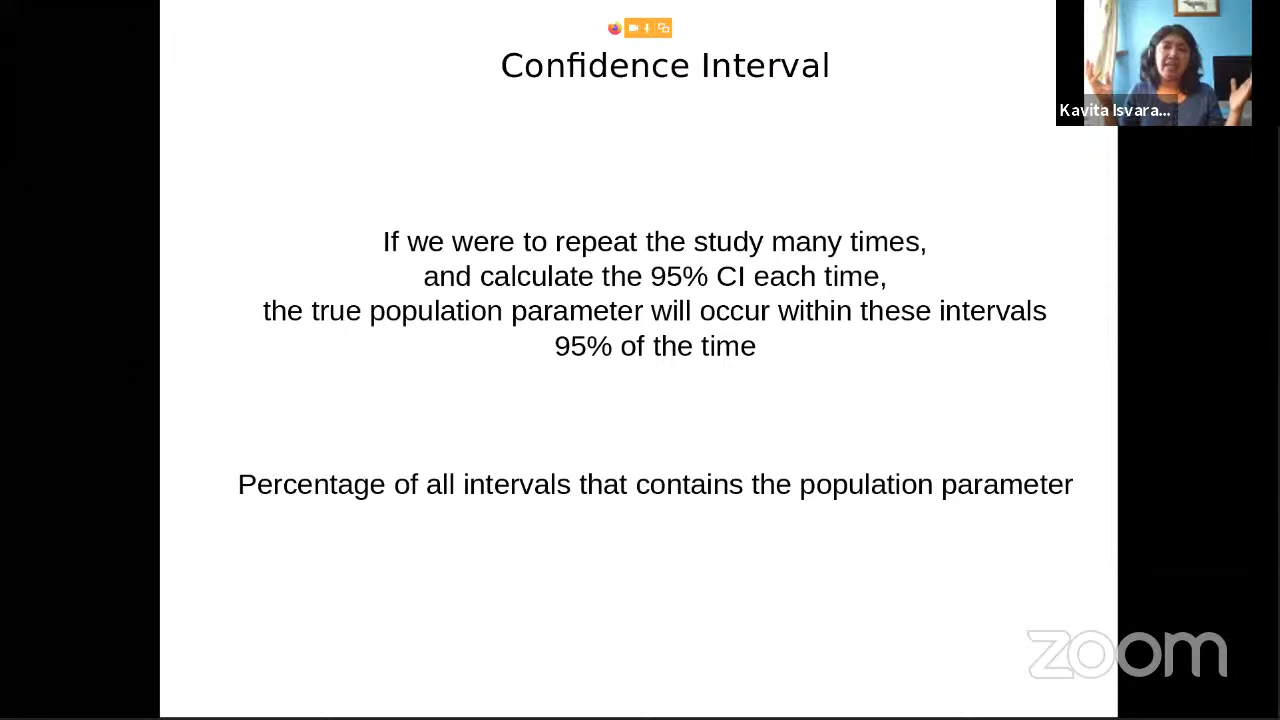 Confidence Interval
Kavita Isvara...
If we were to repeat the study many times,
and calculate the 95% CI each time,
the true population parameter will occur within these intervals
95% of the time
Percentage of all intervals that contains the population parameter
zoom